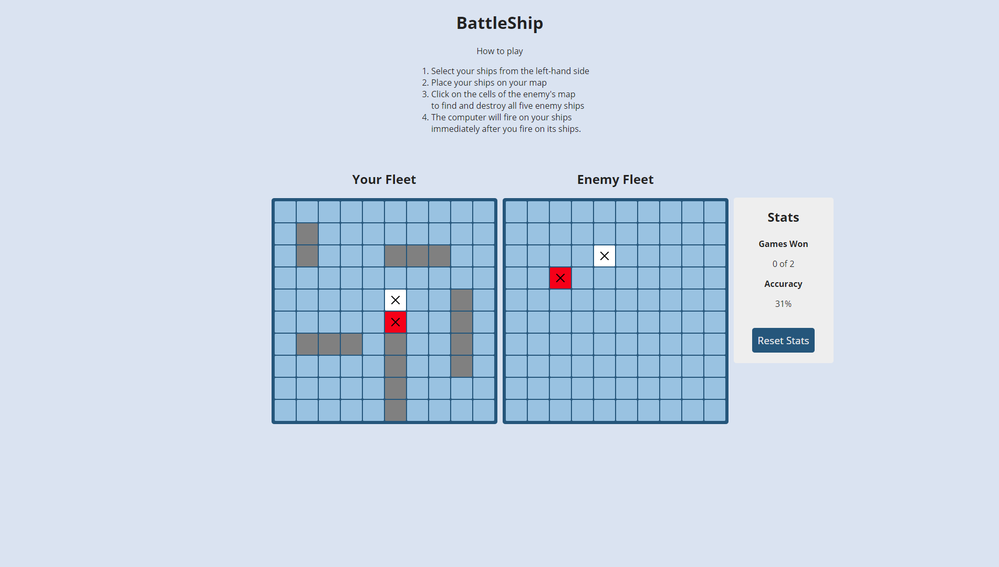 BattleShip
How to play
1. Select your ships from the left-hand side
2. Place your ships on your map
3. Click on the cells of the enemy's map
to find and destroy all five enemy ships
4. The computer will fire on your ships
immediately after you fire on its ships.
Your Fleet
Enemy Fleet
Stats
Games Won
0 of 2
Accuracy
31%
Reset Stats